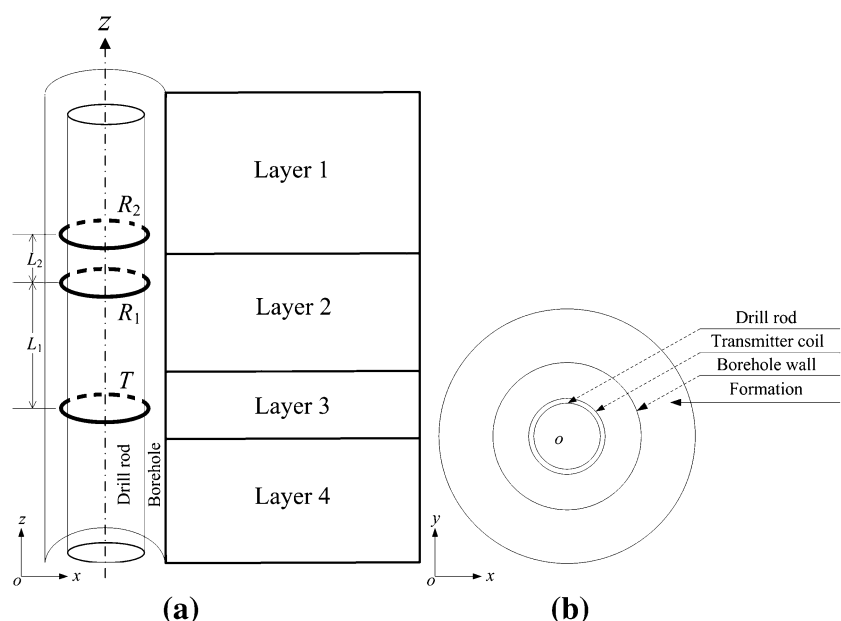 z
Layer 1
R2
L2
R1
Layer 2
L1
T
Layer 3
Drill rod
Borehole
Layer 4
z
o
x
(a)
Drill rod
Transmitter coil
Borehole wall
Formation
o
y
o
x
(b)